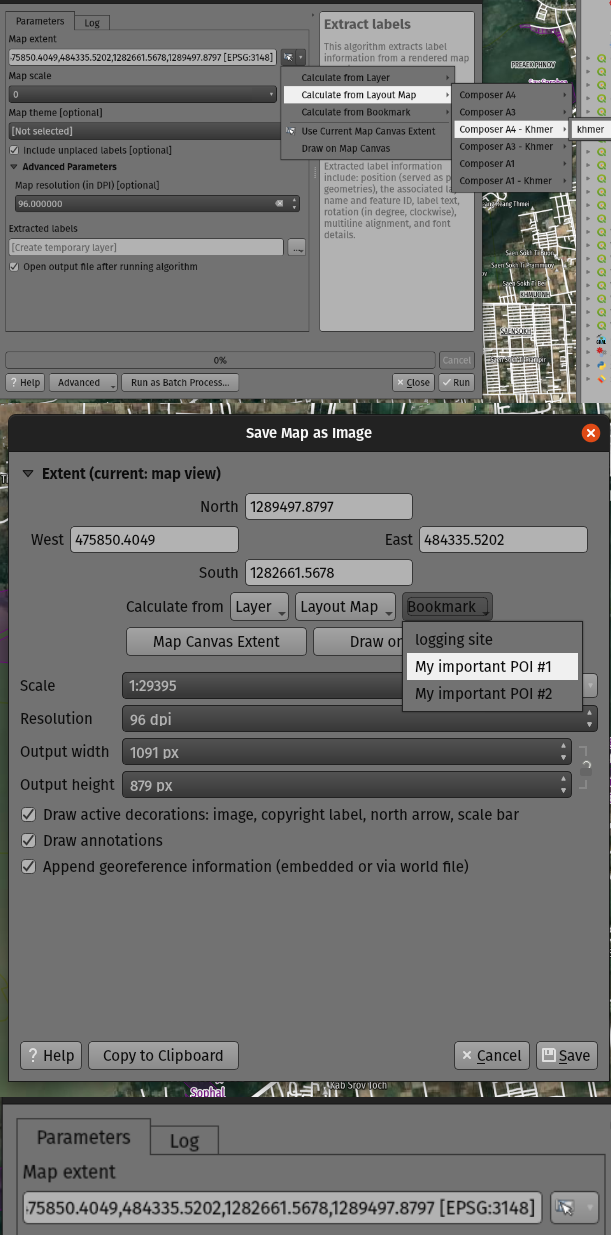 Parameters Log
Map extent
75850.4049,484335.5202,1282661.5678,1289497.8797 [EPSG:3148]
Map scale
0
Map theme [optional]
[Not selected]
Include unplaced labels [optional]
Advanced Parameters
Map resolution (in DPI) [optional]
96.000000
Extracted labels
[Create temporary layer]
...
Open output file after running algorithm
Extract labels
This algorithm extracts label
information from a rendered map
Calculate from Layer
Calculate from Layout Map
Calculate from Bookmark
Use Current Map Canvas Extent
Draw on Map Canvas
Composer A4
Composer A3
Composer A4 - Khmer
Composer A3 - Khmer
Composer A1
Composer A1 - Khmer
khmer
Extracted label information
include: position (served as p
geometries), the associated lay
name and feature ID, label text,
rotation (in degree, clockwise),
multiline alignment, and font
details.
PREAEK PHNOV
KHMUONH
SAENSOKH
0%
Cancel
? Help
Advanced
Run as Batch Process...
Close
Run
Save Map as Image
Extent (current: map view)
North 1289497.8797
West 475850.4049
East 484335.5202
South 1282661.5678
Calculate from Layer Layout Map Bookmark
logging site
My important POI #1
My important POI #2
Map Canvas Extent
Draw on
Scale 1:29395
Resolution 96 dpi
Output width 1091 px
Output height 879 px
Draw active decorations: image, copyright label, north arrow, scale bar
Draw annotations
Append georeference information (embedded or via world file)
? Help
Copy to Clipboard
Cancel
Save
Sophal
Kab Srov Toch
Parameters Log
Map extent
75850.4049,484335.5202,1282661.5678,1289497.8797 [EPSG:3148]